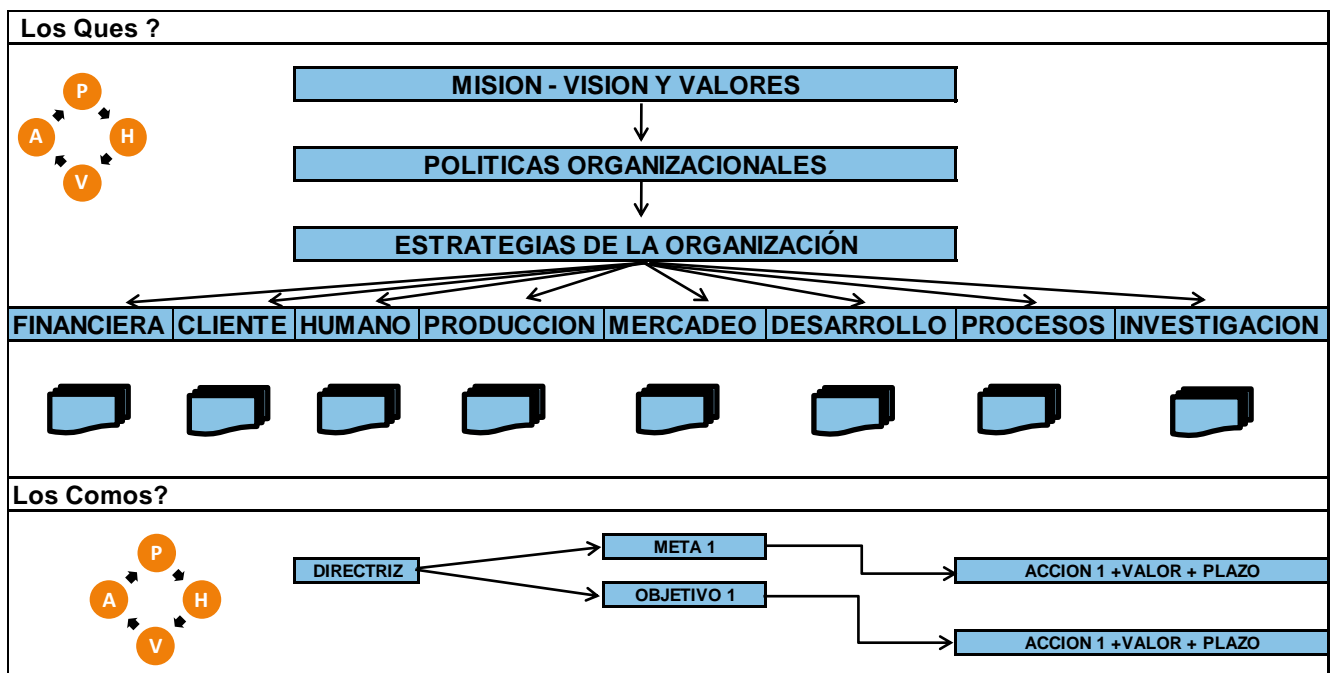 Los Ques ?
P
A H
V
MISION - VISION Y VALORES
POLITICAS ORGANIZACIONALES
ESTRATEGIAS DE LA ORGANIZACIÓN
FINANCIERA CLIENTE HUMANO PRODUCCION MERCADEO DESARROLLO PROCESOS INVESTIGACION
Los Comos?
P
A H
V
DIRECTRIZ
META 1
OBJETIVO 1
ACCION 1 +VALOR + PLAZO
ACCION 1 +VALOR + PLAZO